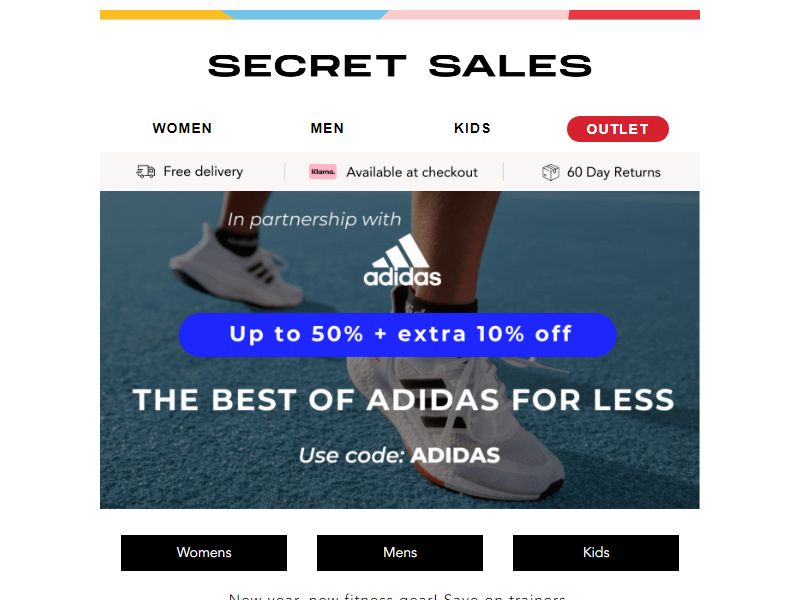 SECRET SALES
WOMEN MEN KIDS OUTLET
Free delivery Klarna. Available at checkout 60 Day Returns
In partnership with
adidas
Up to 50% + extra 10% off
THE BEST OF ADIDAS FOR LESS
Use code: ADIDAS
Womens Mens Kids
New year, new fitness gear! Save on trainers,